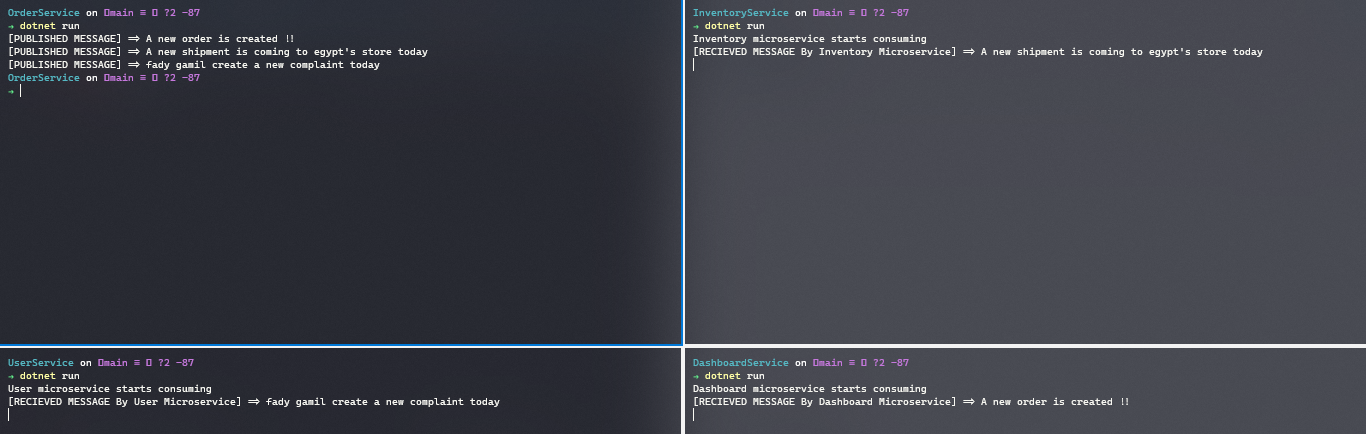 OrderService on main ≡ ?2 ~87
→ dotnet run
[PUBLISHED MESSAGE] => A new order is created !!
[PUBLISHED MESSAGE] => A new shipment is coming to egypt's store today
[PUBLISHED MESSAGE] => fady gamil create a new complaint today
OrderService on main ≡ ?2 ~87
→
InventoryService on main ≡ ?2 ~87
→ dotnet run
Inventory microservice starts consuming
[RECIEVED MESSAGE By Inventory Microservice] => A new shipment is coming to egypt's store today
UserService on main ≡ ?2 ~87
→ dotnet run
User microservice starts consuming
[RECIEVED MESSAGE By User Microservice] => fady gamil create a new complaint today
DashboardService on main ≡ ?2 ~87
→ dotnet run
Dashboard microservice starts consuming
[RECIEVED MESSAGE By Dashboard Microservice] => A new order is created !!